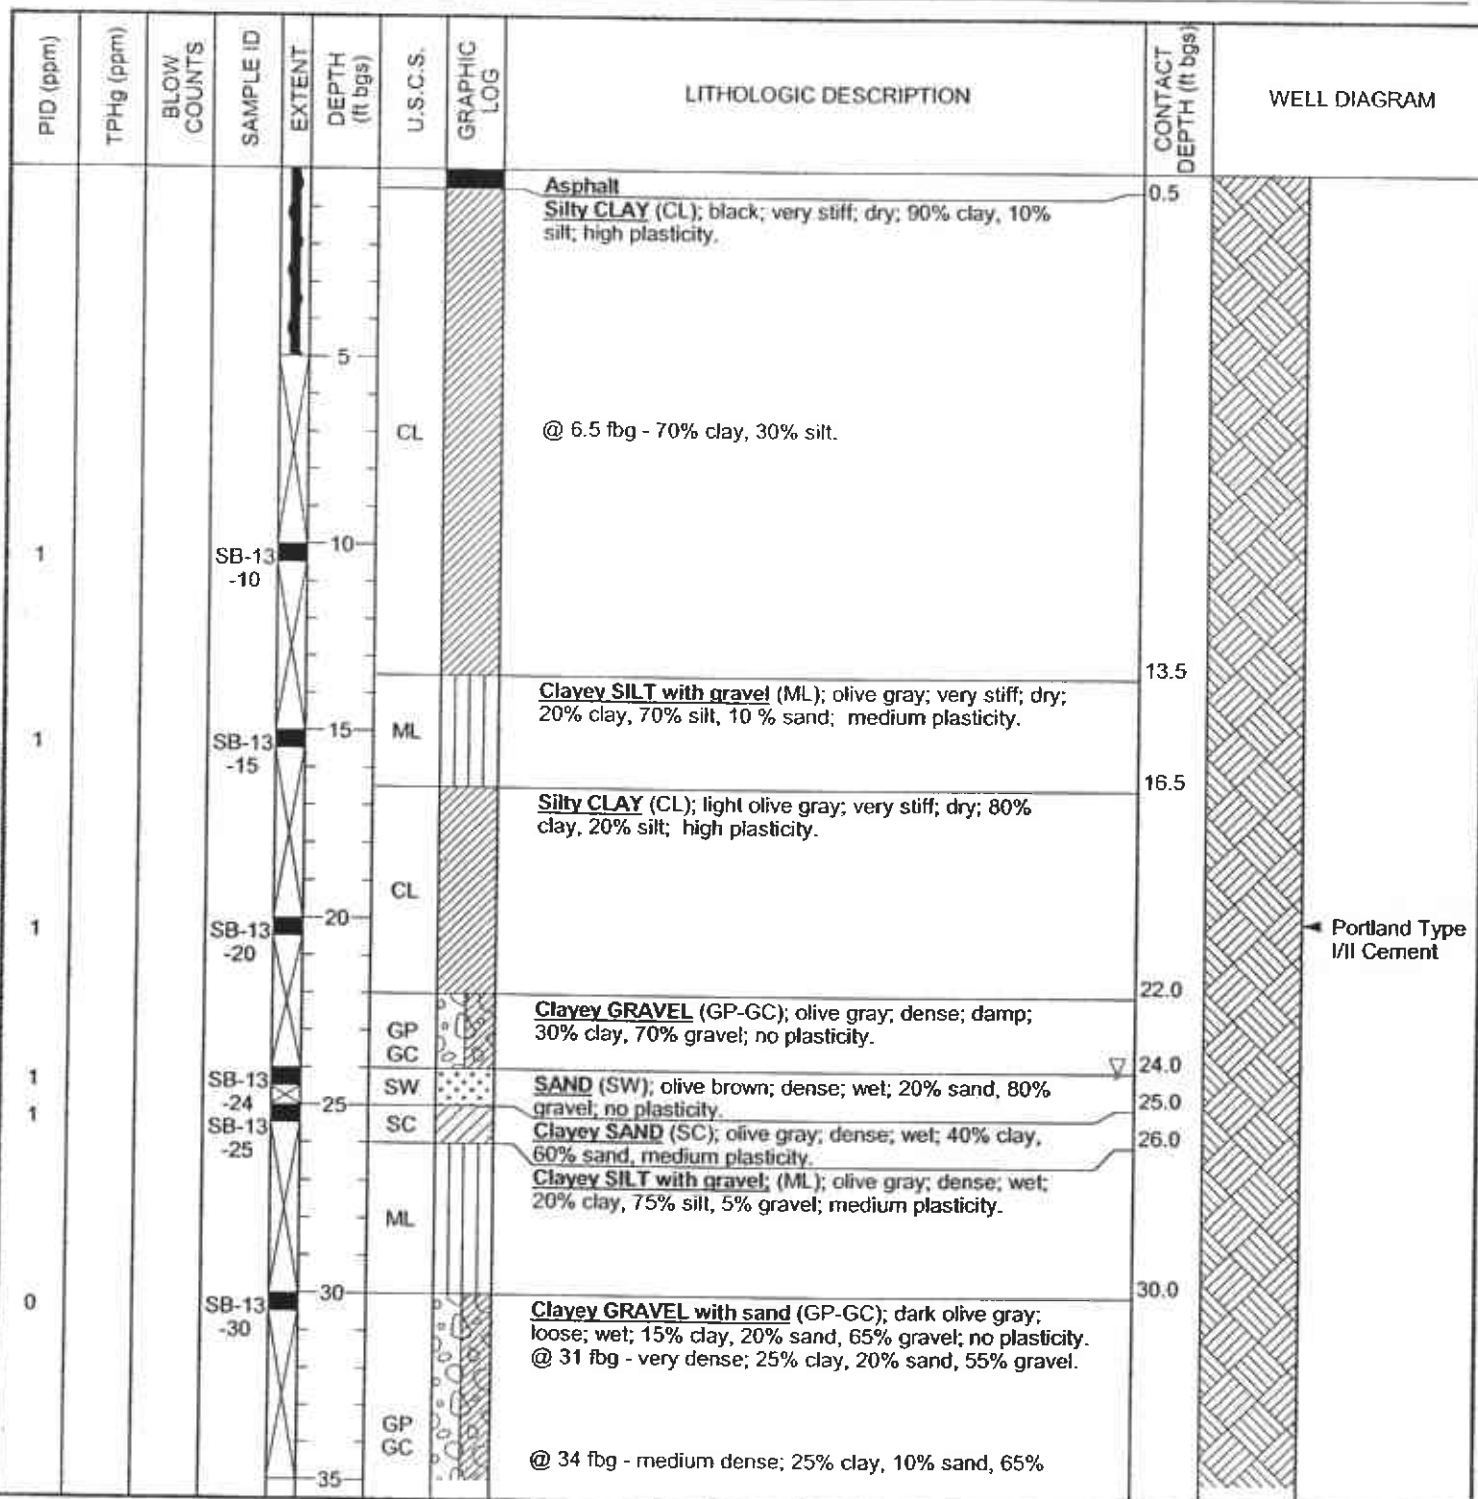 PID (ppm)
TPHg (ppm)
BLOW
COUNTS
SAMPLE ID
EXTENT
DEPTH
(ft bgs)
U.S.C.S.
GRAPHIC
LOG
LITHOLOGIC DESCRIPTION
CONTACT
DEPTH (ft bgs)
WELL DIAGRAM
Asphalt
0.5
Silty CLAY (CL); black; very stiff; dry; 90% clay, 10%
silt; high plasticity.
5
CL
@ 6.5 fbg - 70% clay, 30% silt.
1
SB-13
-10
10
13.5
Clayey SILT with gravel (ML); olive gray; very stiff; dry;
20% clay, 70% silt, 10 % sand; medium plasticity.
1
SB-13
-15
15
ML
16.5
Silty CLAY (CL); light olive gray; very stiff; dry; 80%
clay, 20% silt; high plasticity.
CL
1
SB-13
-20
20
Portland Type
I/II Cement
22.0
Clayey GRAVEL (GP-GC); olive gray; dense; damp;
30% clay, 70% gravel; no plasticity.
GP
GC
24.0
1
SB-13
-24
SW
SAND (SW); olive brown; dense; wet; 20% sand, 80%
gravel; no plasticity.
25.0
1
SB-13
-25
25
SC
Clayey SAND (SC); olive gray; dense; wet; 40% clay,
60% sand, medium plasticity.
26.0
Clayey SILT with gravel; (ML); olive gray; dense; wet;
20% clay, 75% silt, 5% gravel; medium plasticity.
ML
0
SB-13
-30
30
30.0
Clayey GRAVEL with sand (GP-GC); dark olive gray;
loose; wet; 15% clay, 20% sand, 65% gravel; no plasticity.
@ 31 fbg - very dense; 25% clay, 20% sand, 55% gravel.
GP
GC
@ 34 fbg - medium dense; 25% clay, 10% sand, 65%
35